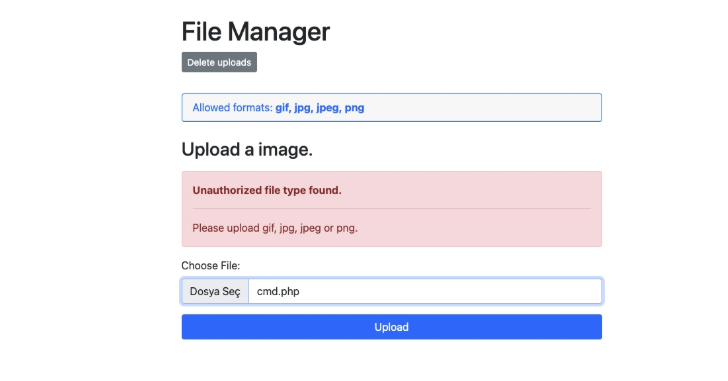 File Manager
Delete uploads
Allowed formats: gif, jpg, jpeg, png
Upload a image.
Unauthorized file type found.
Please upload gif, jpg, jpeg or png.
Choose File:
Dosya Seç cmd.php
Upload